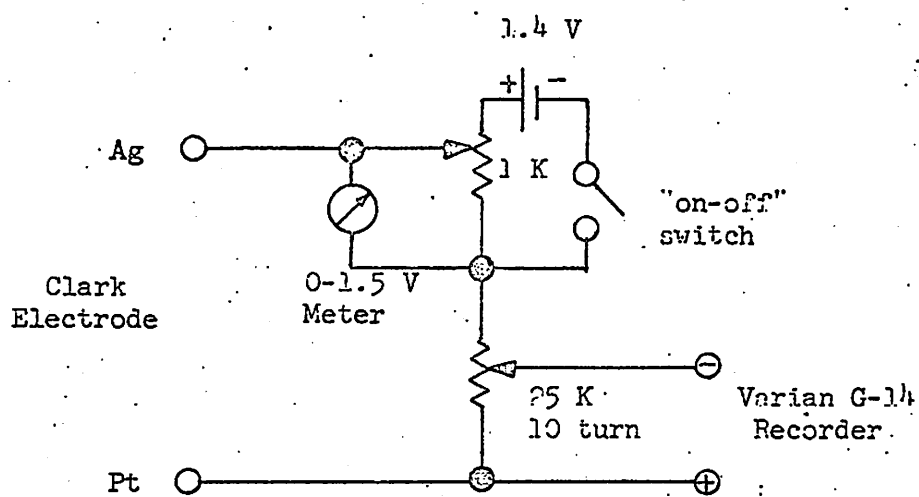 1.4 V
+ −
Ag
1 K
"on-off"
switch
0-1.5 V
Meter
Clark
Electrode
−
25 K
10 turn
Varian G-14
Recorder
Pt
+